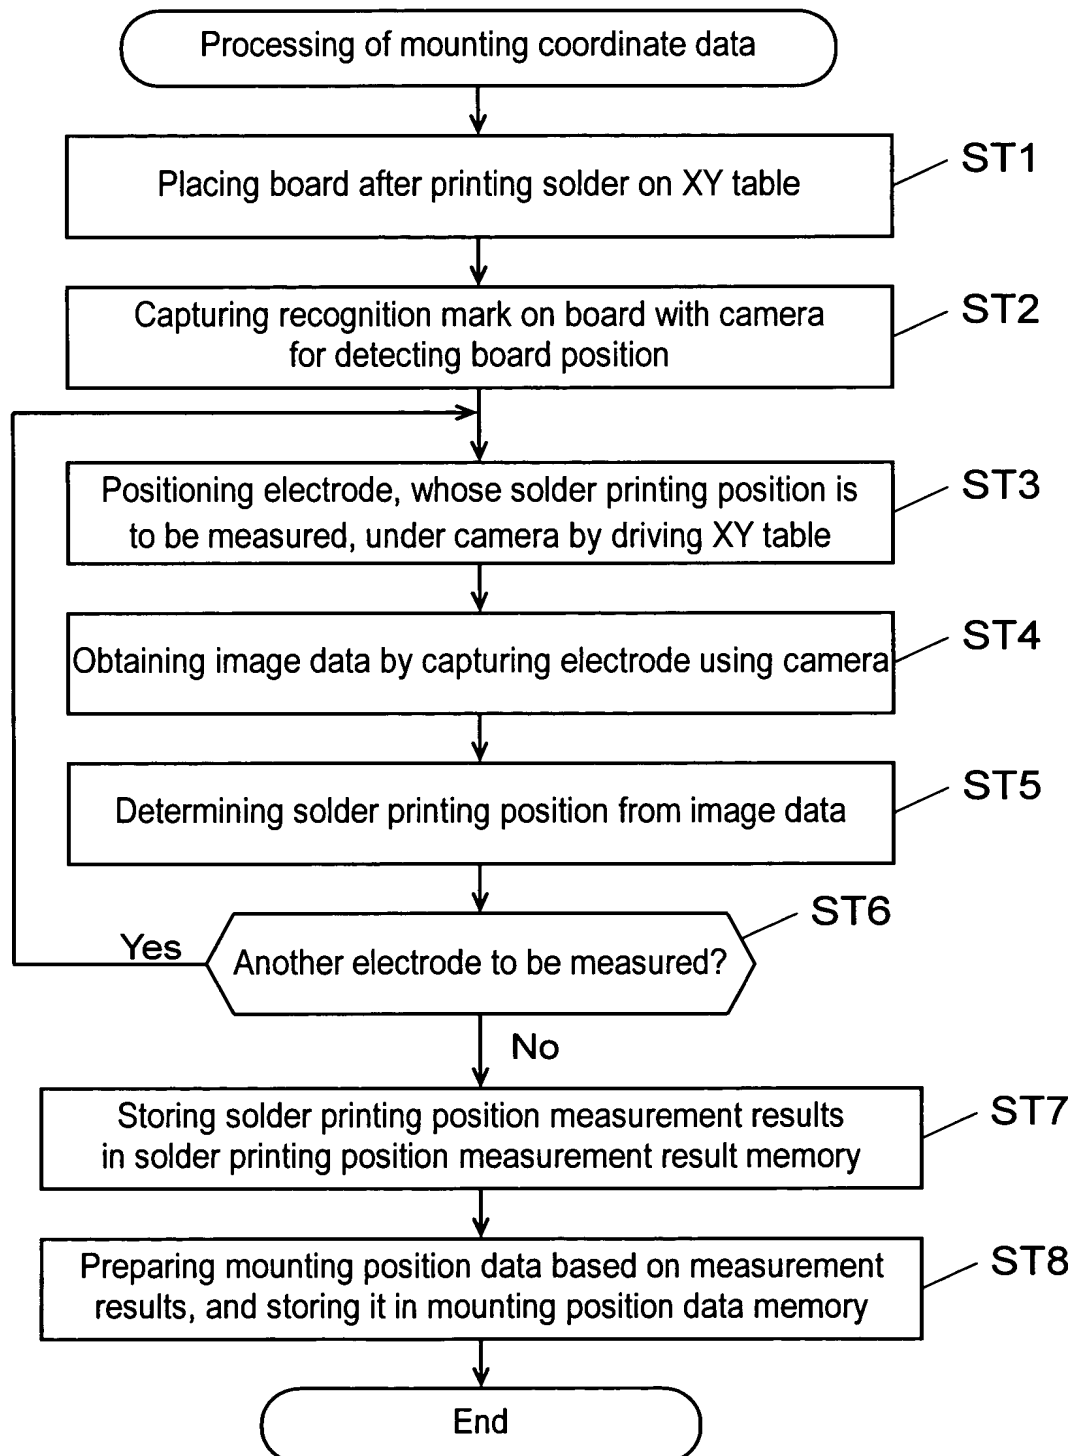 Processing of mounting coordinate data
Placing board after printing solder on XY table
ST1
Capturing recognition mark on board with camera
for detecting board position
ST2
Positioning electrode, whose solder printing position is
to be measured, under camera by driving XY table
ST3
Obtaining image data by capturing electrode using camera
ST4
Determining solder printing position from image data
ST5
Another electrode to be measured?
ST6
Yes
No
Storing solder printing position measurement results
in solder printing position measurement result memory
ST7
Preparing mounting position data based on measurement
results, and storing it in mounting position data memory
ST8
End